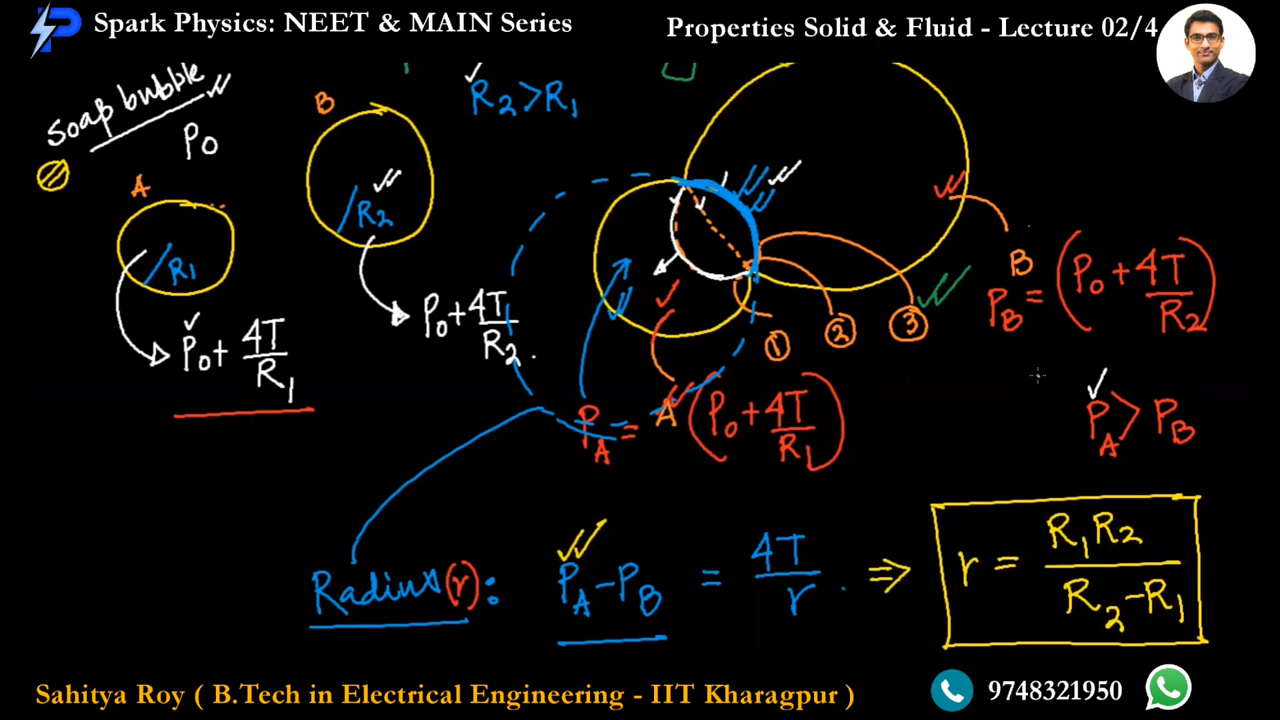 Spark Physics: NEET & MAIN Series
Properties Solid & Fluid - Lecture 02/4
Soap bubble
P0
A
R1
P0 + 4T/R1
B
R2
P0 + 4T/R2
R2 > R1
1
2
3
B
PB = (P0 + 4T/R2)
A
PA = (P0 + 4T/R1)
PA > PB
Radius (r): PA - PB = 4T/r ⇒ r = R1R2/R2-R1
Sahitya Roy ( B.Tech in Electrical Engineering - IIT Kharagpur )
9748321950